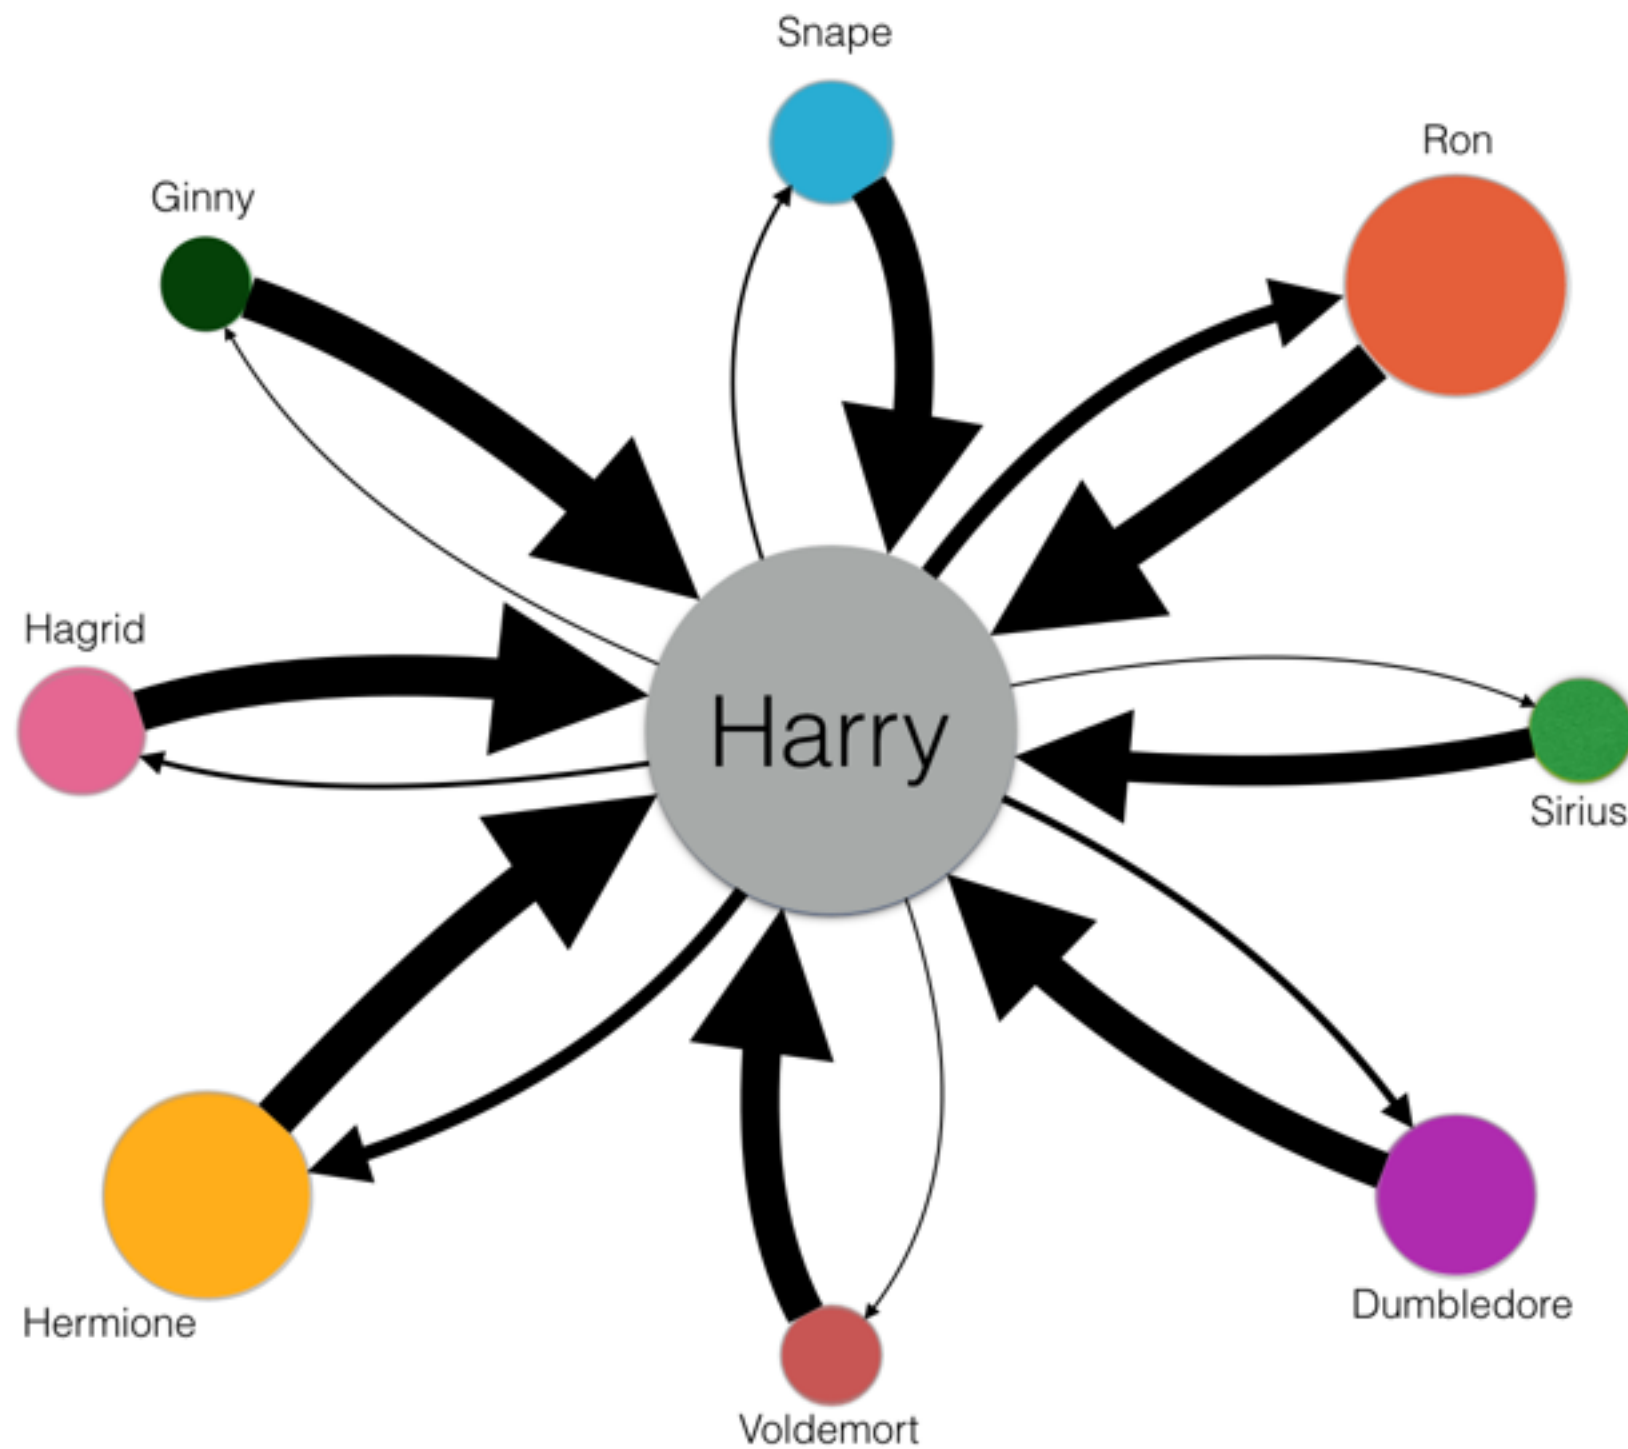 Snape
Ron
Ginny
Hagrid
Harry
Sirius
Hermione
Dumbledore
Voldemort